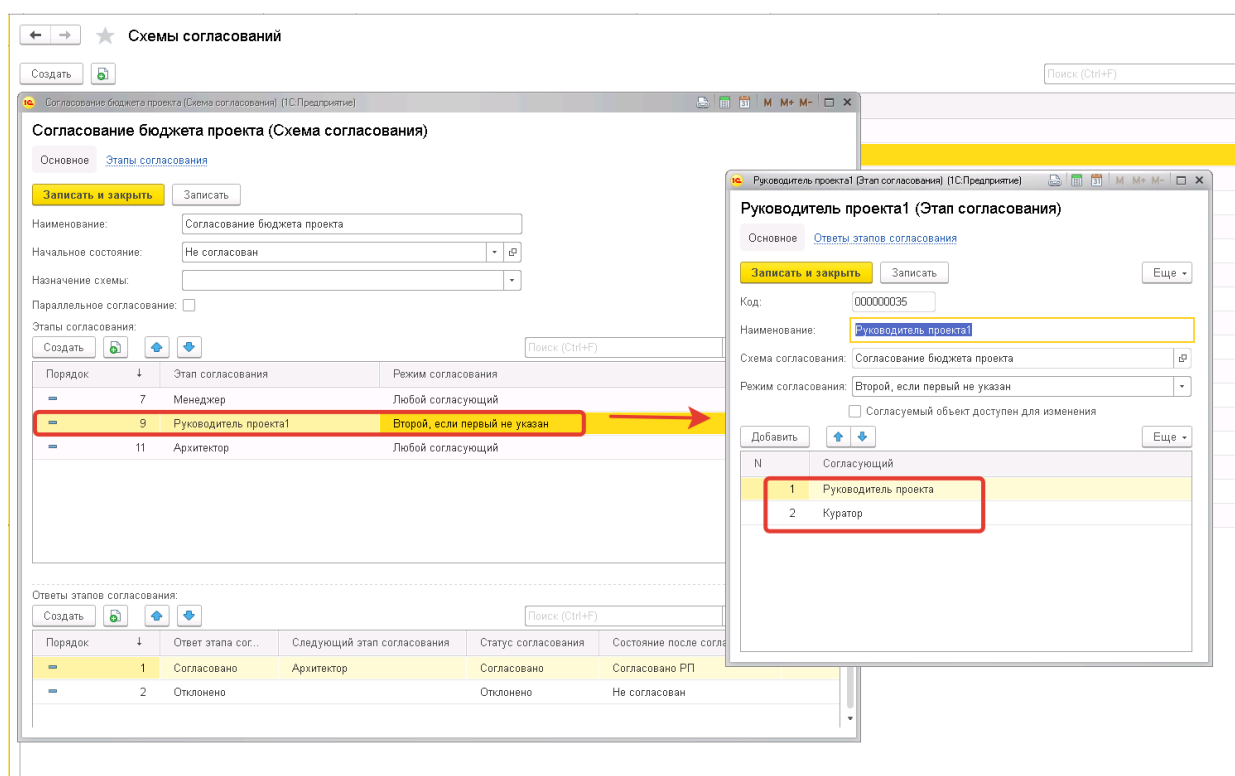 Схемы согласований
Создать
Поиск (Ctrl+F)
Согласование бюджета проекта (Схема согласования) (1С:Предприятие)
M M+ M-
Согласование бюджета проекта (Схема согласования)
Основное Этапы согласования
Записать и закрыть Записать
Наименование: Согласование бюджета проекта
Начальное состояние: Не согласован
Назначение схемы:
Параллельное согласование:
Этапы согласования:
Создать Поиск (Ctrl+F)
Порядок ↓ Этап согласования Режим согласования
7 Менеджер Любой согласующий
9 Руководитель проекта1 Второй, если первый не указан
11 Архитектор Любой согласующий
Ответы этапов согласования:
Создать Поиск (Ctrl+F)
Порядок ↓ Ответ этапа сог... Следующий этап согласования Статус согласования Состояние после согла
1 Согласовано Архитектор Согласовано Согласовано РП
2 Отклонено Отклонено Не согласован
Руководитель проекта1 (Этап согласования) (1С:Предприятие)
M M+ M-
Руководитель проекта1 (Этап согласования)
Основное Ответы этапов согласования
Записать и закрыть Записать Еще
Код: 000000035
Наименование: Руководитель проекта1
Схема согласования: Согласование бюджета проекта
Режим согласования: Второй, если первый не указан
Согласуемый объект доступен для изменения
Добавить Еще
N Согласующий
1 Руководитель проекта
2 Куратор